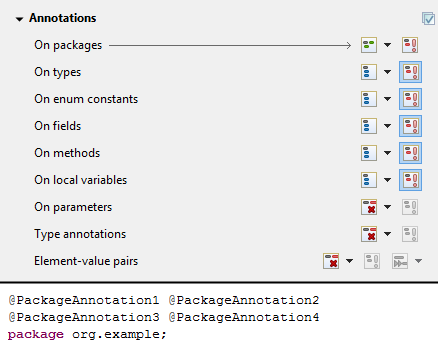 Annotations
On packages
On types
On enum constants
On fields
On methods
On local variables
On parameters
Type annotations
Element-value pairs
@PackageAnnotation1 @PackageAnnotation2
@PackageAnnotation3 @PackageAnnotation4
package org.example;